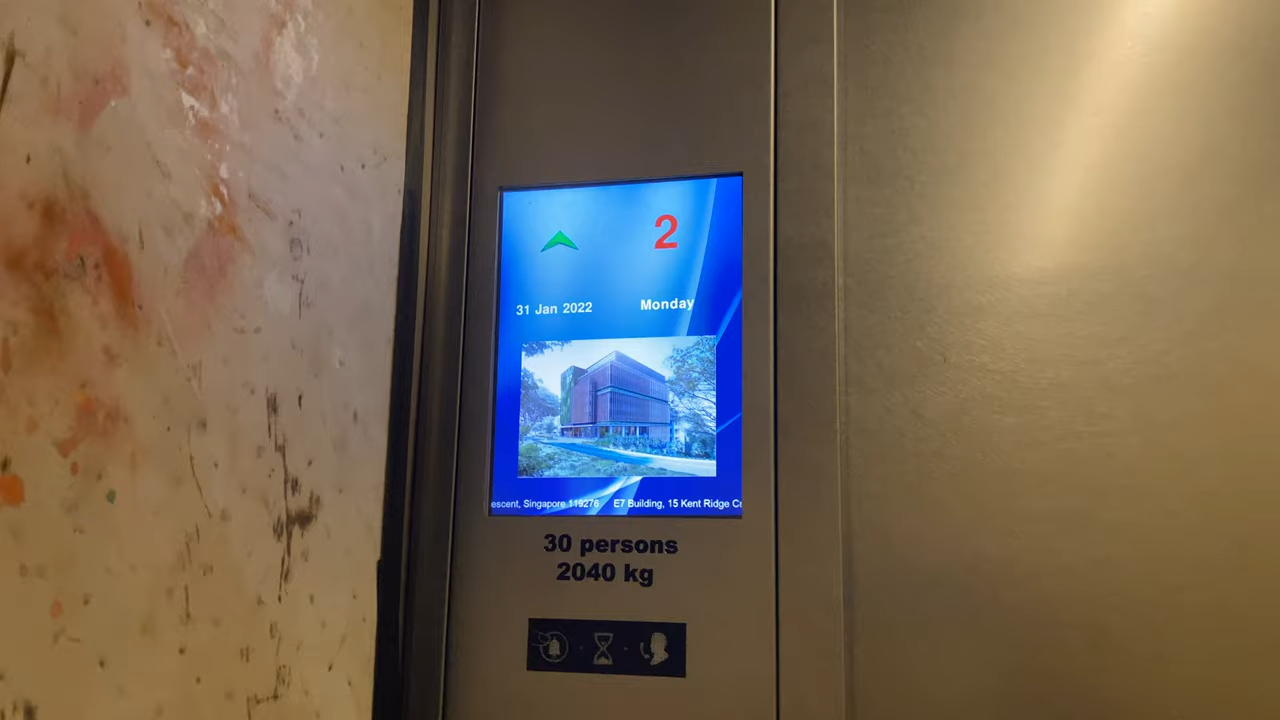 2
31 Jan 2022 Monday
escent, Singapore 119276 E7 Building, 15 Kent Ridge Cr
30 persons
2040 kg